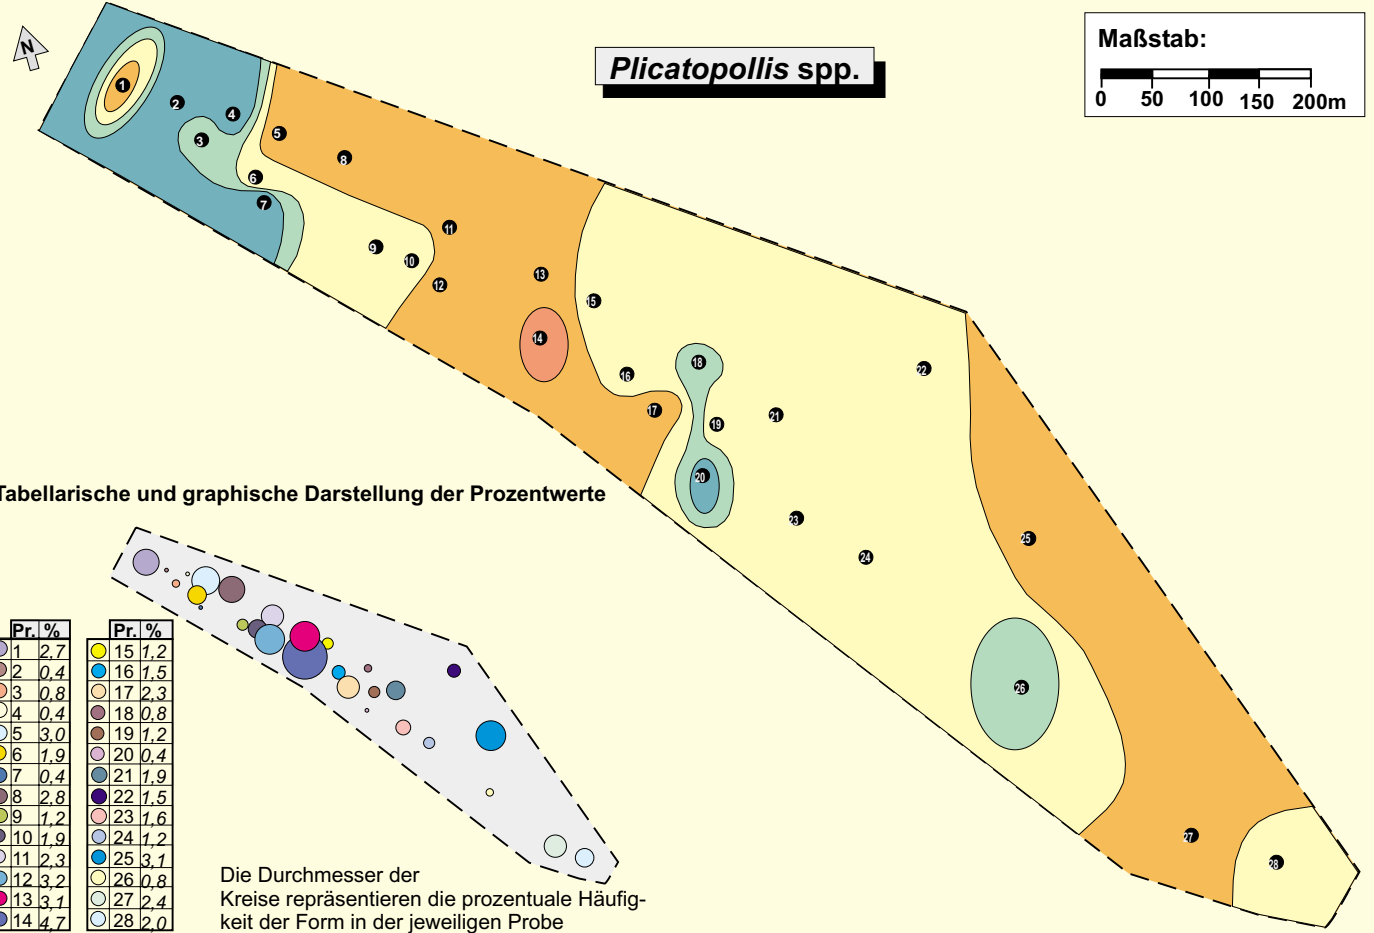 N
Plicatopollis spp.
Maßstab:
0 50 100 150 200m
1
2
4
3
5
8
6
7
9
10
11
12
13
14
15
16
17
18
19
20
21
22
23
24
25
26
27
28
Tabellarische und graphische Darstellung der Prozentwerte
Pr. % Pr. %
1 2,7 15 1,2
2 0,4 16 1,5
3 0,8 17 2,3
4 0,4 18 0,8
5 3,0 19 1,2
6 1,9 20 0,4
7 0,4 21 1,9
8 2,8 22 1,5
9 1,2 23 1,6
10 1,9 24 1,2
11 2,3 25 3,1
12 3,2 26 0,8
13 3,1 27 2,4
14 4,7 28 2,0
Die Durchmesser der
Kreise repräsentieren die prozentuale Häufig-
keit der Form in der jeweiligen Probe